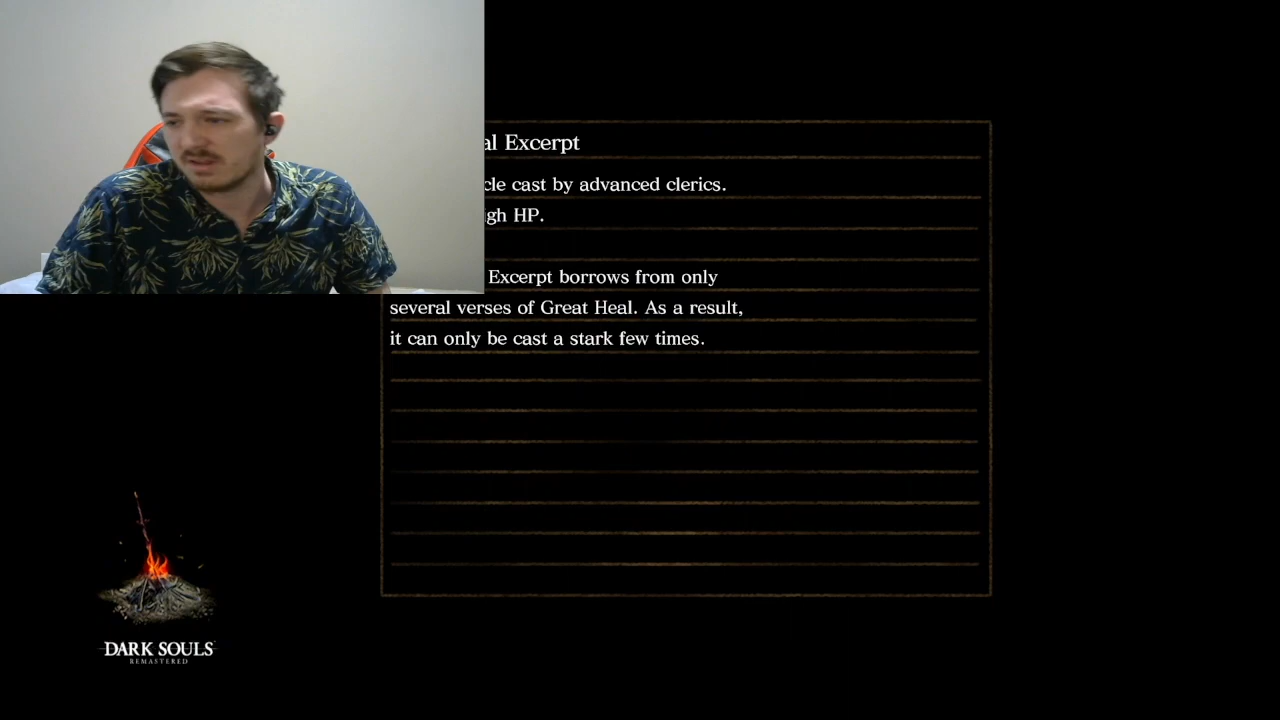 al Excerpt
cle cast by advanced clerics.
igh HP.
Excerpt borrows from only
several verses of Great Heal. As a result,
it can only be cast a stark few times.
DARK SOULS
REMASTERED